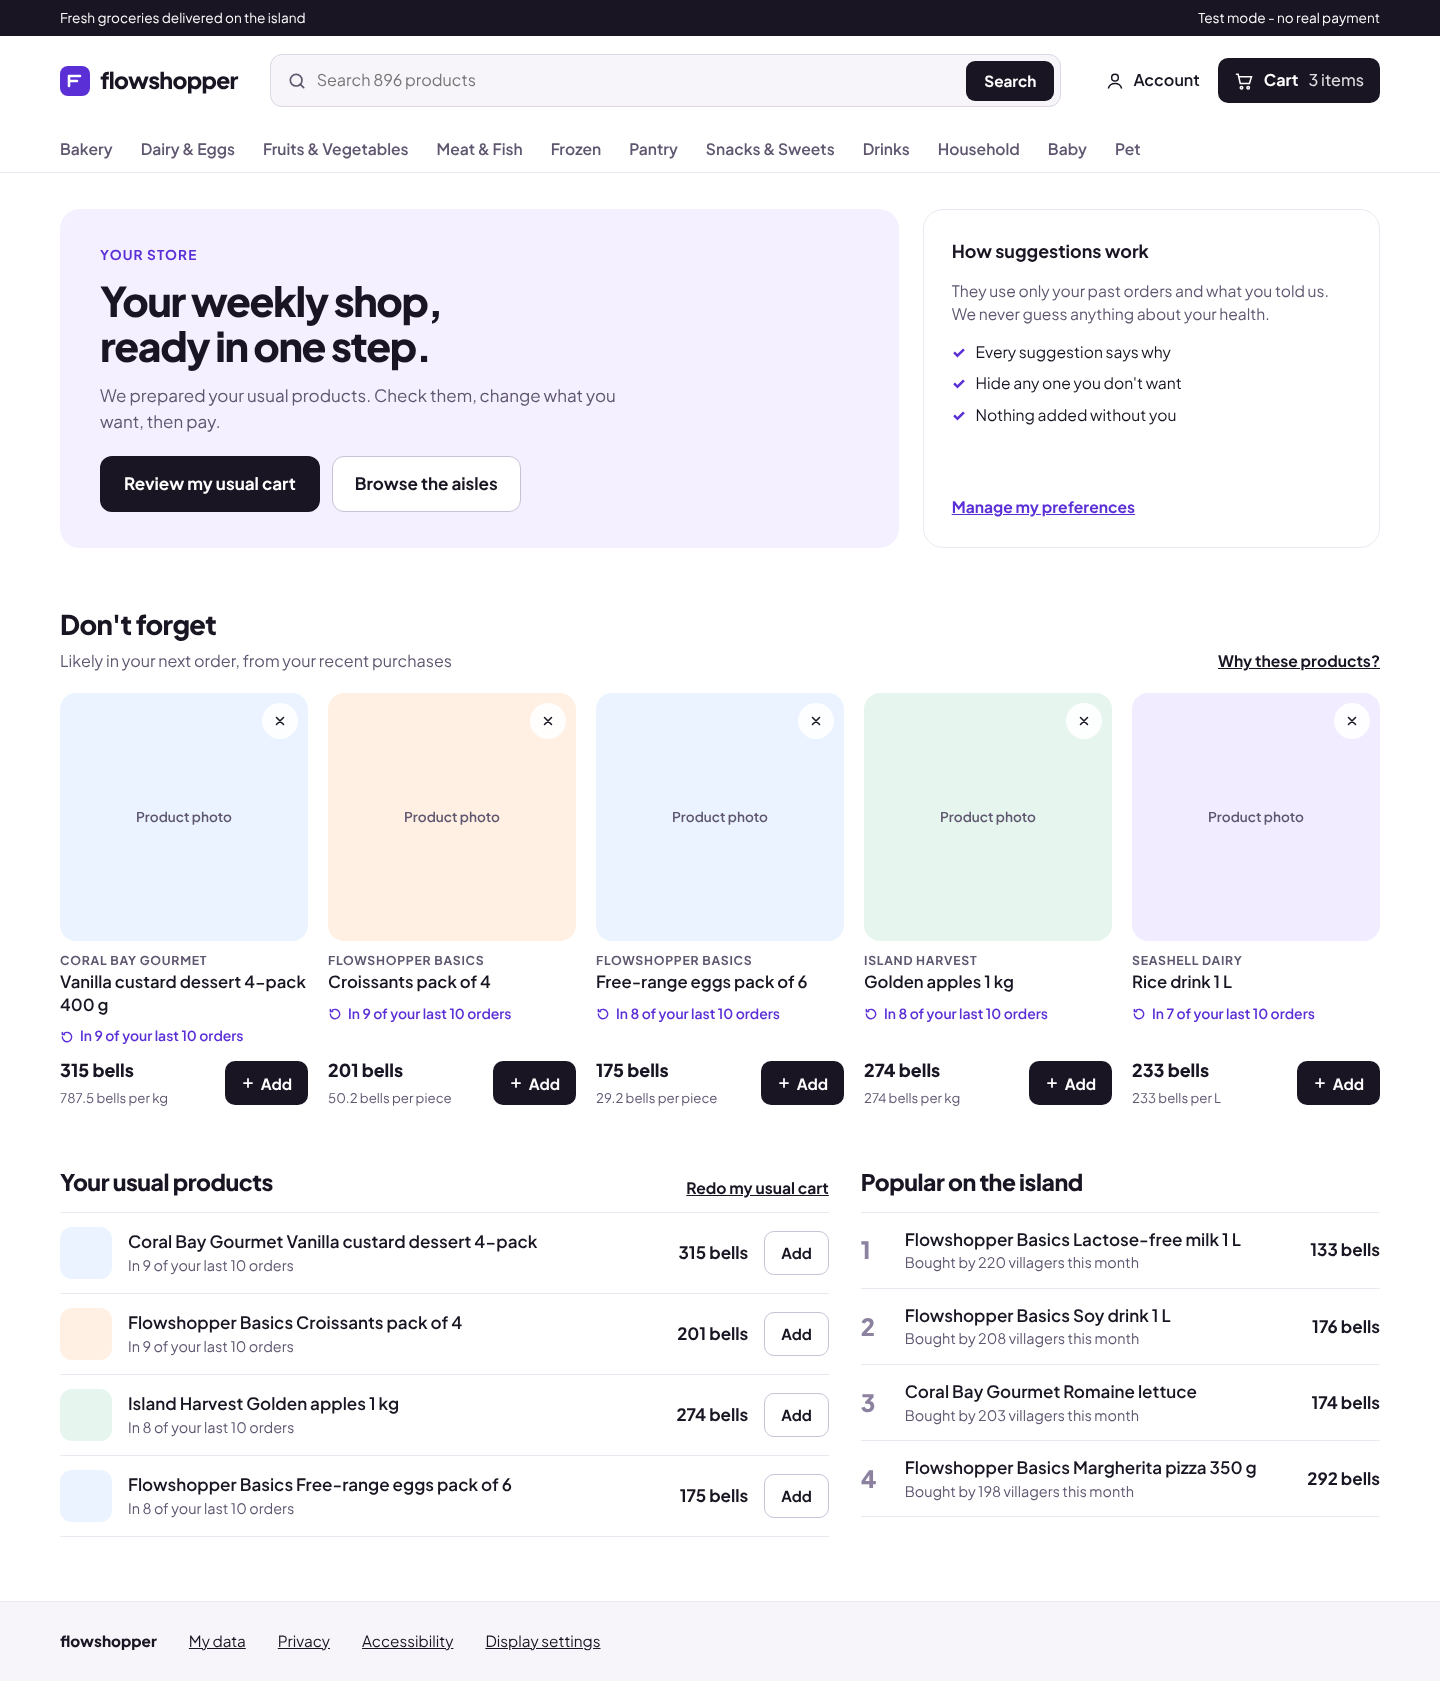 Fresh groceries delivered on the island
Test mode - no real payment
flowshopper
Search 896 products
Search
Account
Cart 3 items
Bakery
Dairy & Eggs
Fruits & Vegetables
Meat & Fish
Frozen
Pantry
Snacks & Sweets
Drinks
Household
Baby
Pet
YOUR STORE
Your weekly shop,
ready in one step.
We prepared your usual products. Check them, change what you
want, then pay.
Review my usual cart
Browse the aisles
How suggestions work
They use only your past orders and what you told us.
We never guess anything about your health.
Every suggestion says why
Hide any one you don't want
Nothing added without you
Manage my preferences
Don't forget
Likely in your next order, from your recent purchases
Why these products?
Product photo
CORAL BAY GOURMET
Vanilla custard dessert 4-pack
400 g
In 9 of your last 10 orders
315 bells
787.5 bells per kg
+ Add
Product photo
FLOWSHOPPER BASICS
Croissants pack of 4
In 9 of your last 10 orders
201 bells
50.2 bells per piece
+ Add
Product photo
FLOWSHOPPER BASICS
Free-range eggs pack of 6
In 8 of your last 10 orders
175 bells
29.2 bells per piece
+ Add
Product photo
ISLAND HARVEST
Golden apples 1 kg
In 8 of your last 10 orders
274 bells
274 bells per kg
+ Add
Product photo
SEASHELL DAIRY
Rice drink 1 L
In 7 of your last 10 orders
233 bells
233 bells per L
+ Add
Your usual products
Redo my usual cart
Coral Bay Gourmet Vanilla custard dessert 4-pack
In 9 of your last 10 orders
315 bells
Add
Flowshopper Basics Croissants pack of 4
In 9 of your last 10 orders
201 bells
Add
Island Harvest Golden apples 1 kg
In 8 of your last 10 orders
274 bells
Add
Flowshopper Basics Free-range eggs pack of 6
In 8 of your last 10 orders
175 bells
Add
Popular on the island
1
Flowshopper Basics Lactose-free milk 1 L
Bought by 220 villagers this month
133 bells
2
Flowshopper Basics Soy drink 1 L
Bought by 208 villagers this month
176 bells
3
Coral Bay Gourmet Romaine lettuce
Bought by 203 villagers this month
174 bells
4
Flowshopper Basics Margherita pizza 350 g
Bought by 198 villagers this month
292 bells
flowshopper
My data
Privacy
Accessibility
Display settings